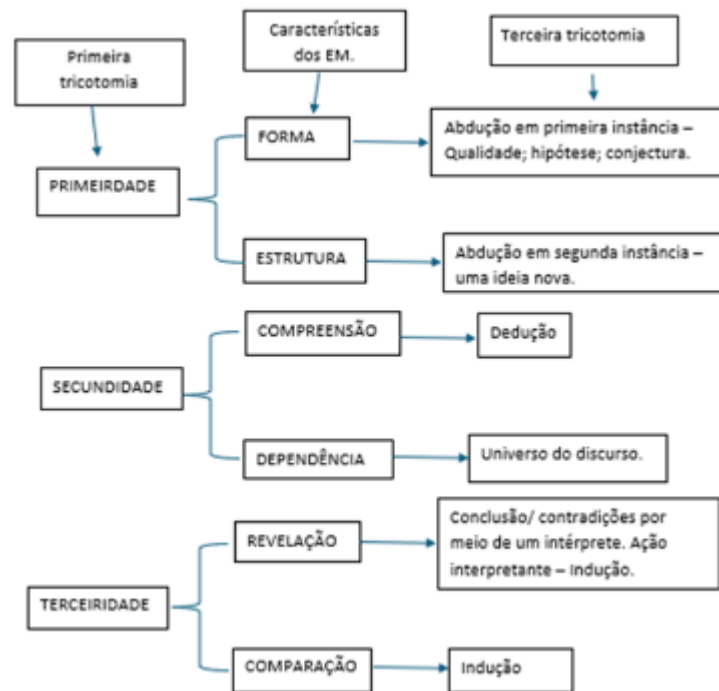 Primeira
tricotomia
Características
dos EM.
Terceira tricotomia
PRIMEIRDADE
FORMA
Abdução em primeira instância –
Qualidade; hipótese; conjectura.
ESTRUTURA
Abdução em segunda instância –
uma ideia nova.
SECUNDIDADE
COMPREENSÃO
Dedução
DEPENDÊNCIA
Universo do discurso.
TERCEIRIDADE
REVELAÇÃO
Conclusão/ contradições por
meio de um intérprete. Ação
interpretante – Indução.
COMPARAÇÃO
Indução